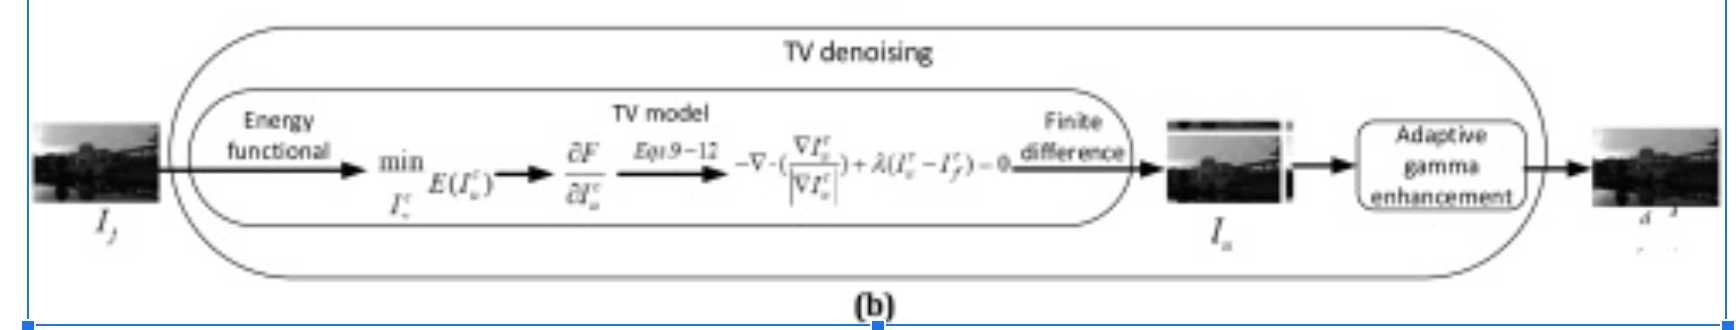 TV denoising
TV model
Energy
functional
min E(I_u^c)
I_u^c
∂F
∂I_u^c
Eqs 9-12
-∇·(∇I_u^c / |∇I_u^c|) + λ(I_u^c - I_f^c) = 0
Finite
difference
Adaptive
gamma
enhancement
I_f
I_u
(b)